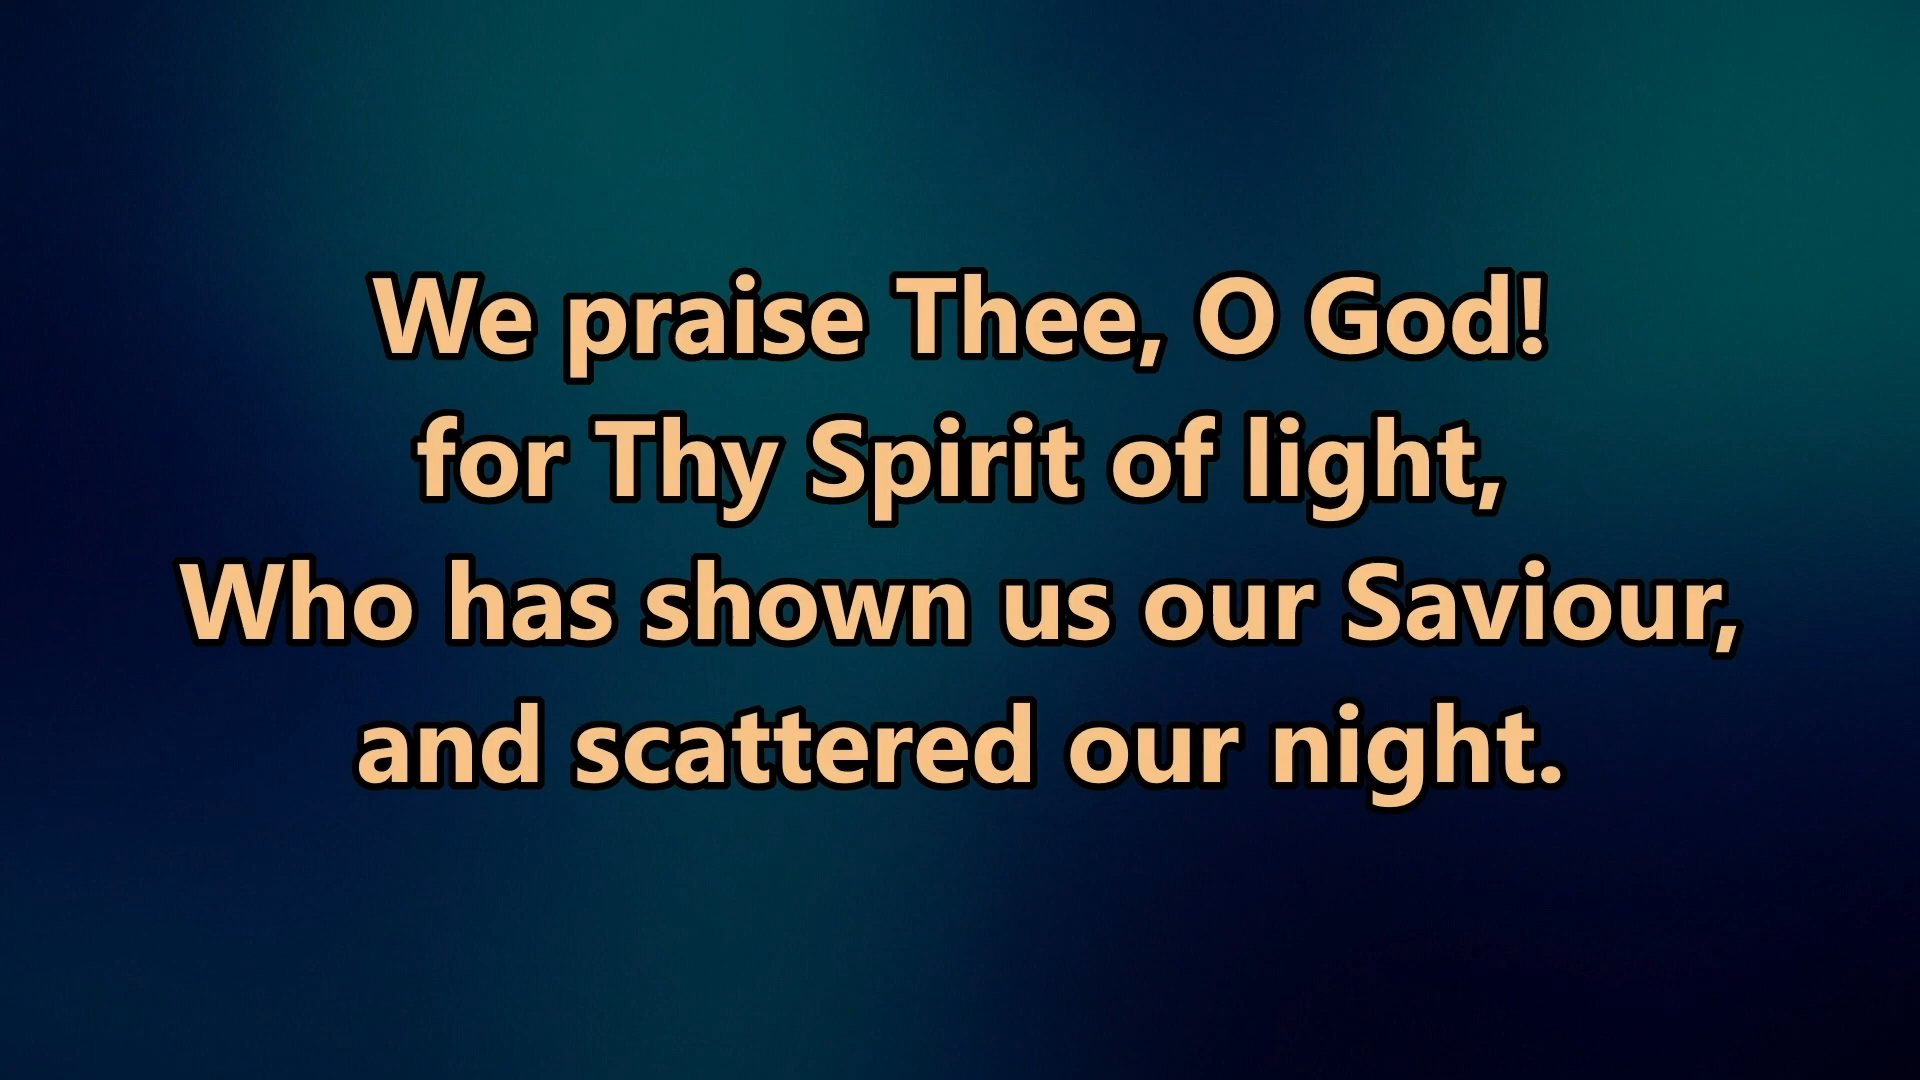 We praise Thee, O God!
for Thy Spirit of light,
Who has shown us our Saviour,
and scattered our night.